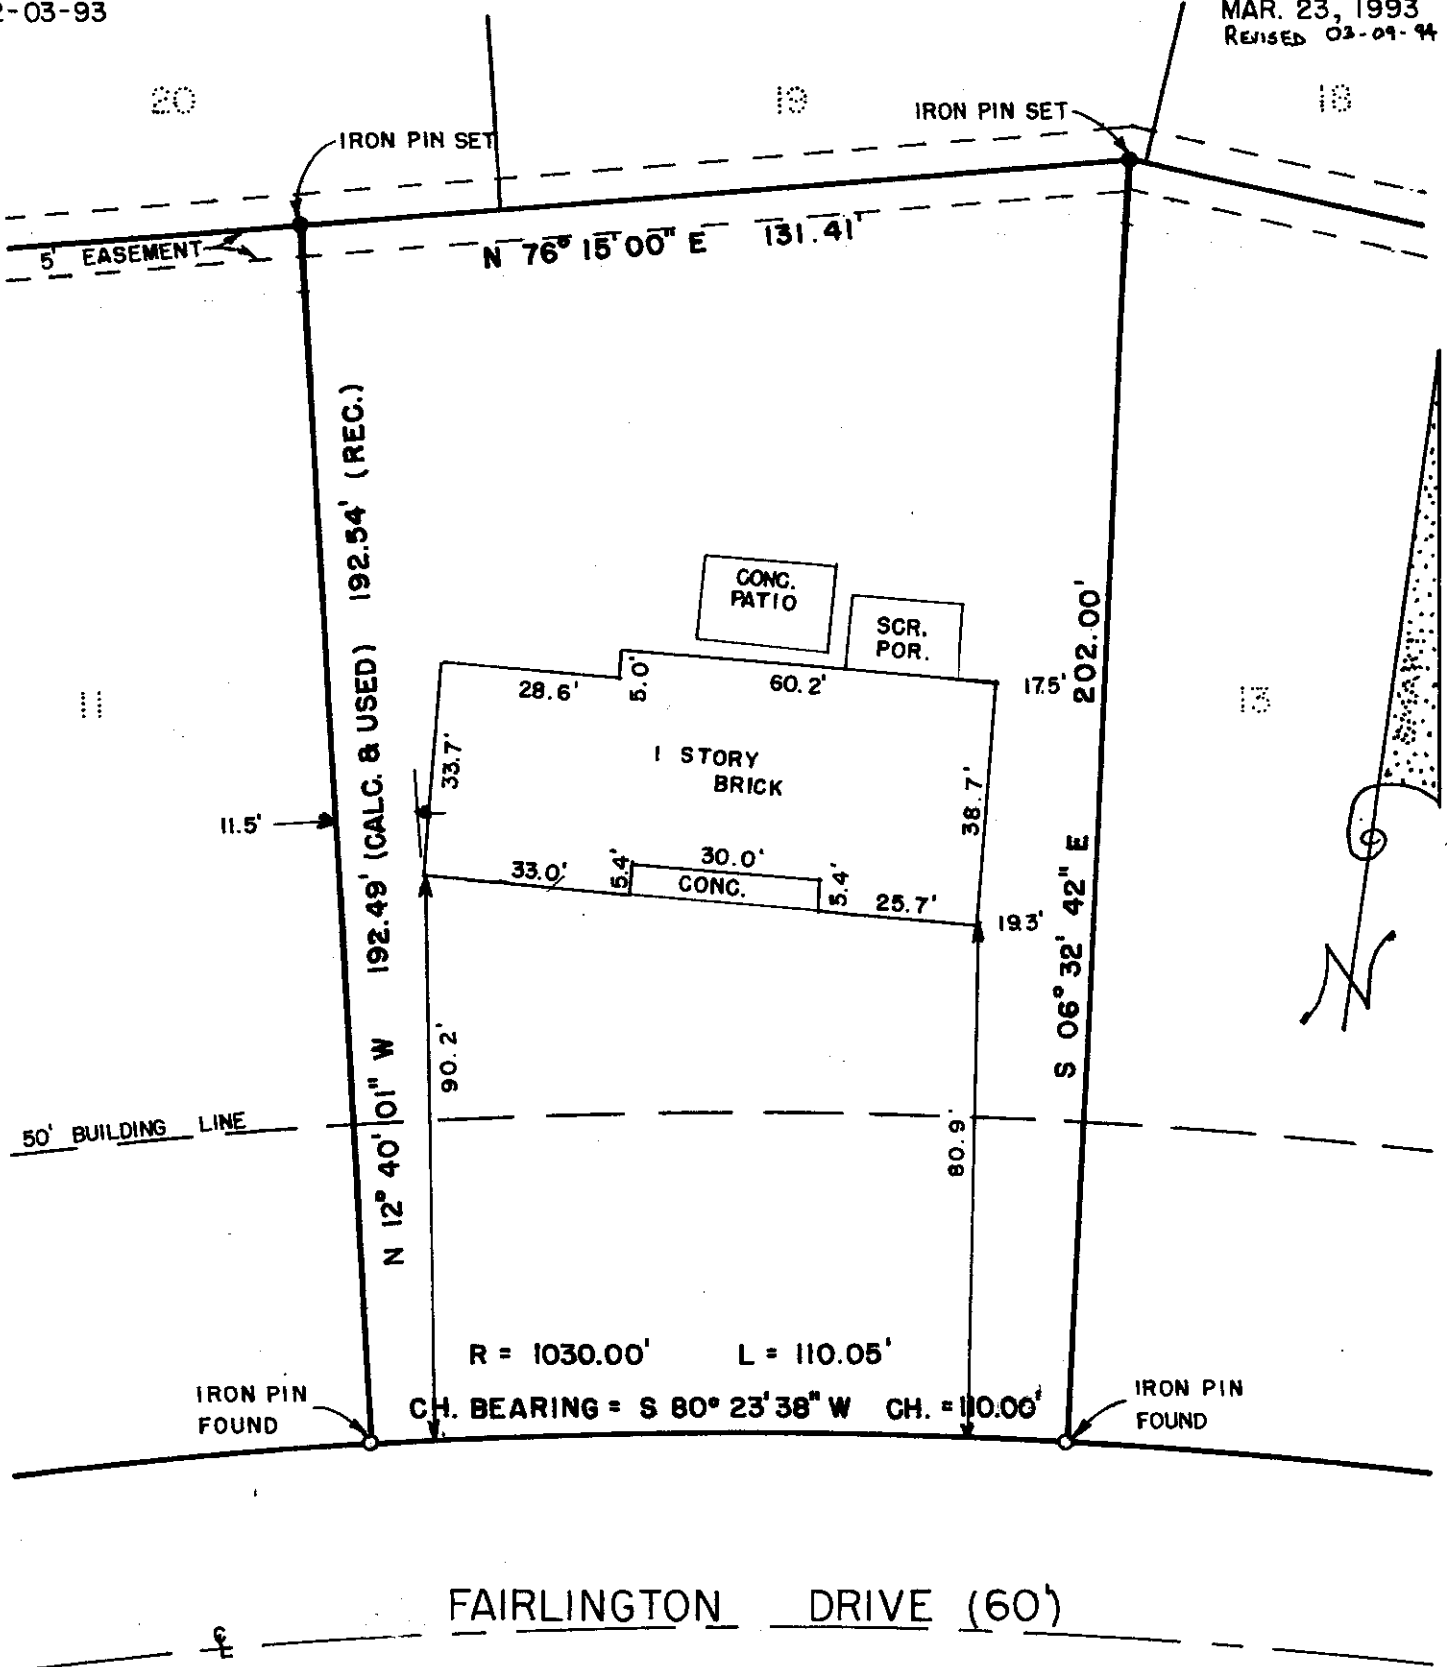 2-03-93
MAR. 23, 1993
REVISED 03-09-94
20
19
18
IRON PIN SET
IRON PIN SET
5' EASEMENT
N 76° 15' 00" E 131.41'
192.49' (CALC. & USED) 192.54' (REC.)
N 12° 40' 01" W
CONC.
PATIO
SCR.
POR.
28.6'
5.0'
60.2'
17.5'
202.00'
S 06° 32' 42" E
11
13
1 STORY
BRICK
33.7'
38.7'
11.5'
33.0'
5.4'
30.0'
CONC.
5.4'
25.7'
19.3'
N
90.2'
80.9'
50' BUILDING LINE
R = 1030.00' L = 110.05'
CH. BEARING = S 80° 23' 38" W CH. = 110.00'
IRON PIN
FOUND
IRON PIN
FOUND
FAIRLINGTON DRIVE (60')
℄